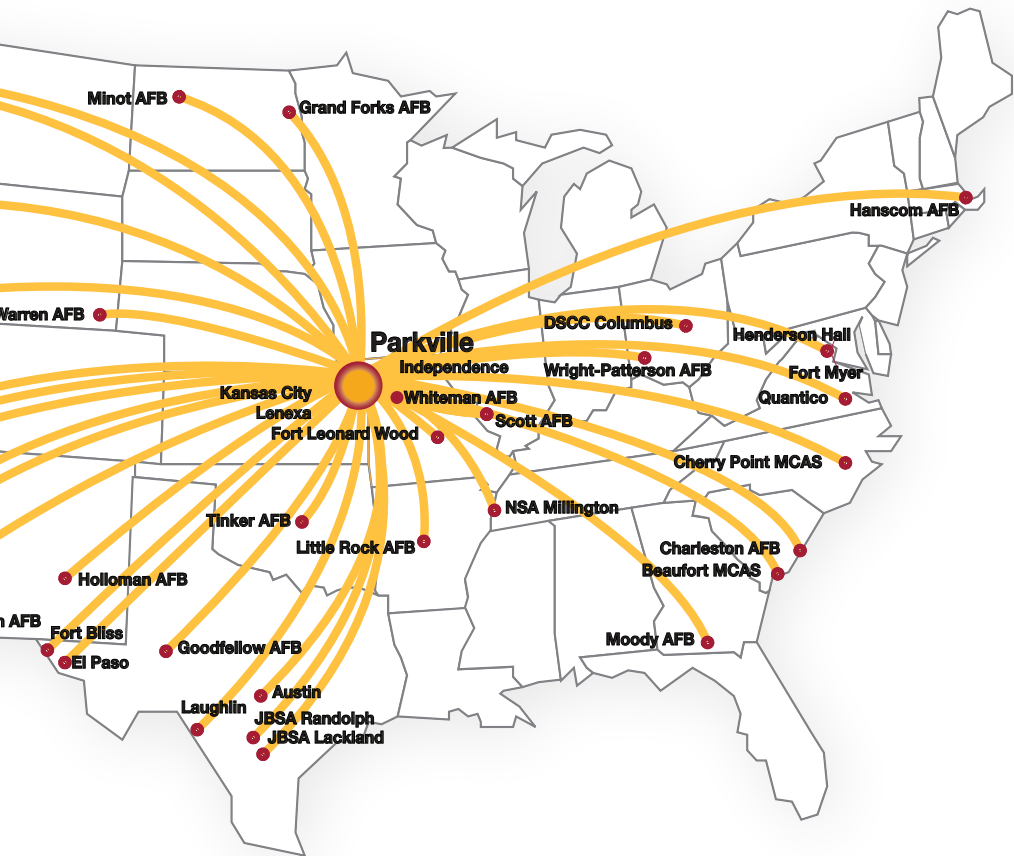 Minot AFB
Grand Forks AFB
Hanscom AFB
Warren AFB
DSCC Columbus
Henderson Hall
Parkville
Independence
Wright-Patterson AFB
Fort Myer
Kansas City
Whiteman AFB
Quantico
Lenexa
Scott AFB
Fort Leonard Wood
Cherry Point MCAS
NSA Millington
Tinker AFB
Little Rock AFB
Charleston AFB
Beaufort MCAS
Holloman AFB
n AFB
Fort Bliss
Moody AFB
El Paso
Goodfellow AFB
Austin
Laughlin
JBSA Randolph
JBSA Lackland